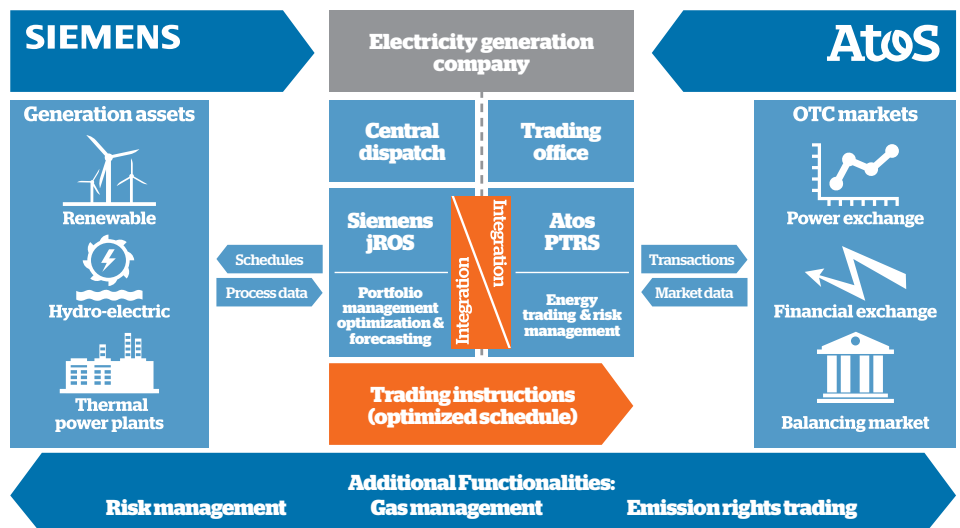 SIEMENS
Electricity generation
company
Atos
Generation assets
Renewable
Hydro-electric
Thermal
power plants
Schedules
Process data
Central
dispatch
Trading
office
Siemens
jROS
Portfolio
management
optimization &
forecasting
Integration
Integration
Atos
PTRS
Energy
trading & risk
management
Trading instructions
(optimized schedule)
Transactions
Market data
OTC markets
Power exchange
Financial exchange
Balancing market
Additional Functionalities:
Risk management Gas management Emission rights trading